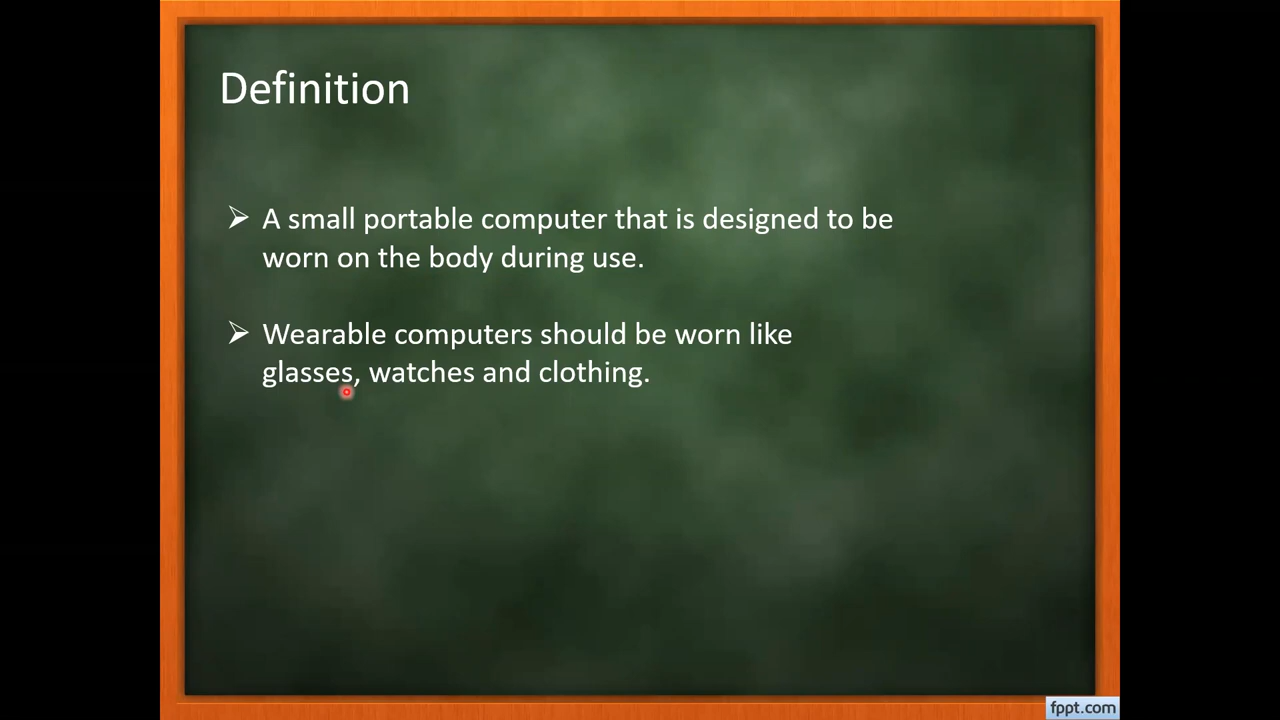 Definition
A small portable computer that is designed to be
worn on the body during use.
Wearable computers should be worn like
glasses, watches and clothing.
fppt.com